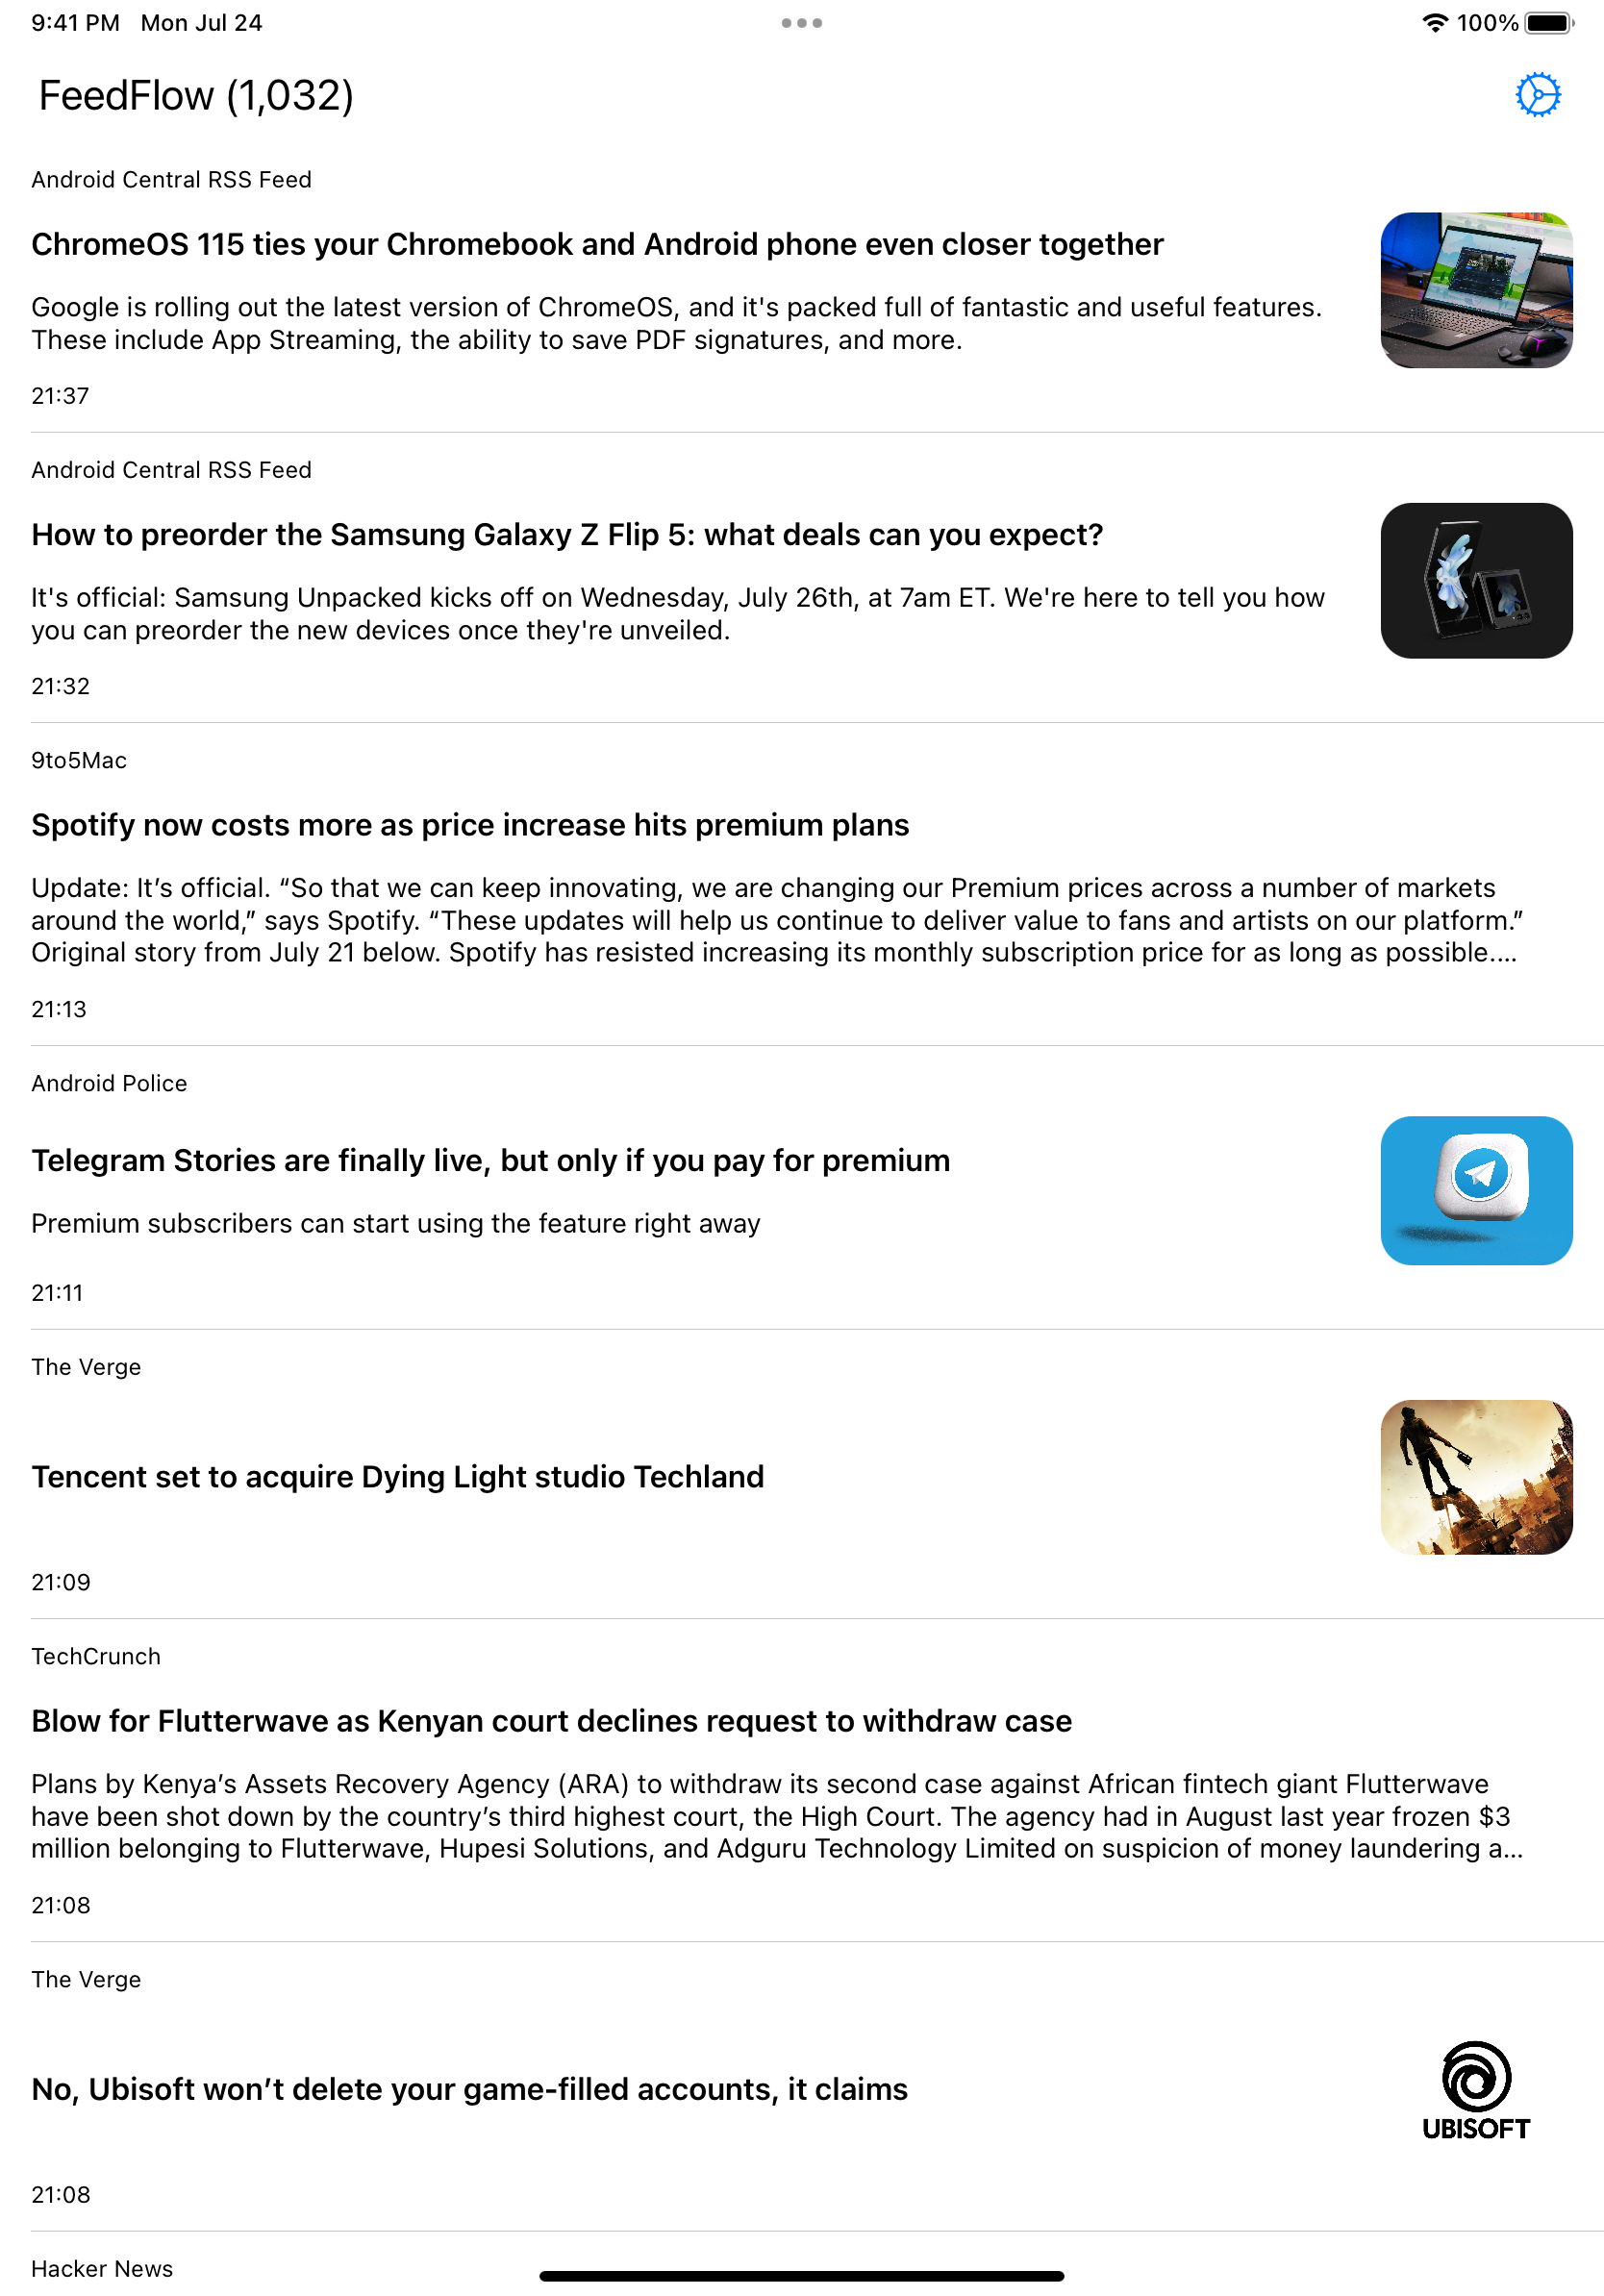 9:41 PM Mon Jul 24
100%
FeedFlow (1,032)
Android Central RSS Feed
ChromeOS 115 ties your Chromebook and Android phone even closer together
Google is rolling out the latest version of ChromeOS, and it's packed full of fantastic and useful features.
These include App Streaming, the ability to save PDF signatures, and more.
21:37
Android Central RSS Feed
How to preorder the Samsung Galaxy Z Flip 5: what deals can you expect?
It's official: Samsung Unpacked kicks off on Wednesday, July 26th, at 7am ET. We're here to tell you how
you can preorder the new devices once they're unveiled.
21:32
9to5Mac
Spotify now costs more as price increase hits premium plans
Update: It’s official. “So that we can keep innovating, we are changing our Premium prices across a number of markets
around the world,” says Spotify. “These updates will help us continue to deliver value to fans and artists on our platform.”
Original story from July 21 below. Spotify has resisted increasing its monthly subscription price for as long as possible....
21:13
Android Police
Telegram Stories are finally live, but only if you pay for premium
Premium subscribers can start using the feature right away
21:11
The Verge
Tencent set to acquire Dying Light studio Techland
21:09
TechCrunch
Blow for Flutterwave as Kenyan court declines request to withdraw case
Plans by Kenya’s Assets Recovery Agency (ARA) to withdraw its second case against African fintech giant Flutterwave
have been shot down by the country’s third highest court, the High Court. The agency had in August last year frozen $3
million belonging to Flutterwave, Hupesi Solutions, and Adguru Technology Limited on suspicion of money laundering a...
21:08
The Verge
No, Ubisoft won’t delete your game-filled accounts, it claims
UBISOFT
21:08
Hacker News